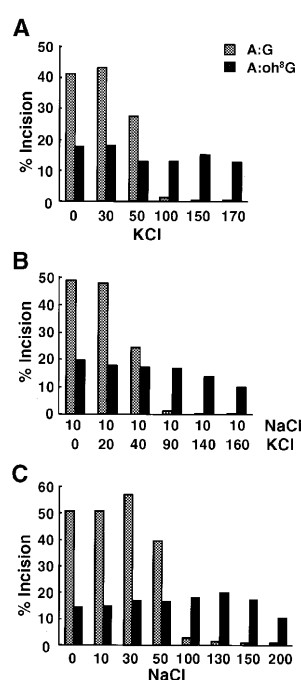 A
A:G
A:oh⁸G
50
40
30
20
10
0
% Incision
0 30 50 100 150 170
KCl
B
60
50
40
30
20
10
0
% Incision
10 10 10 10 10 10 NaCl
0 20 40 90 140 160 KCl
C
60
50
40
30
20
10
0
% Incision
0 10 30 50 100 130 150 200
NaCl